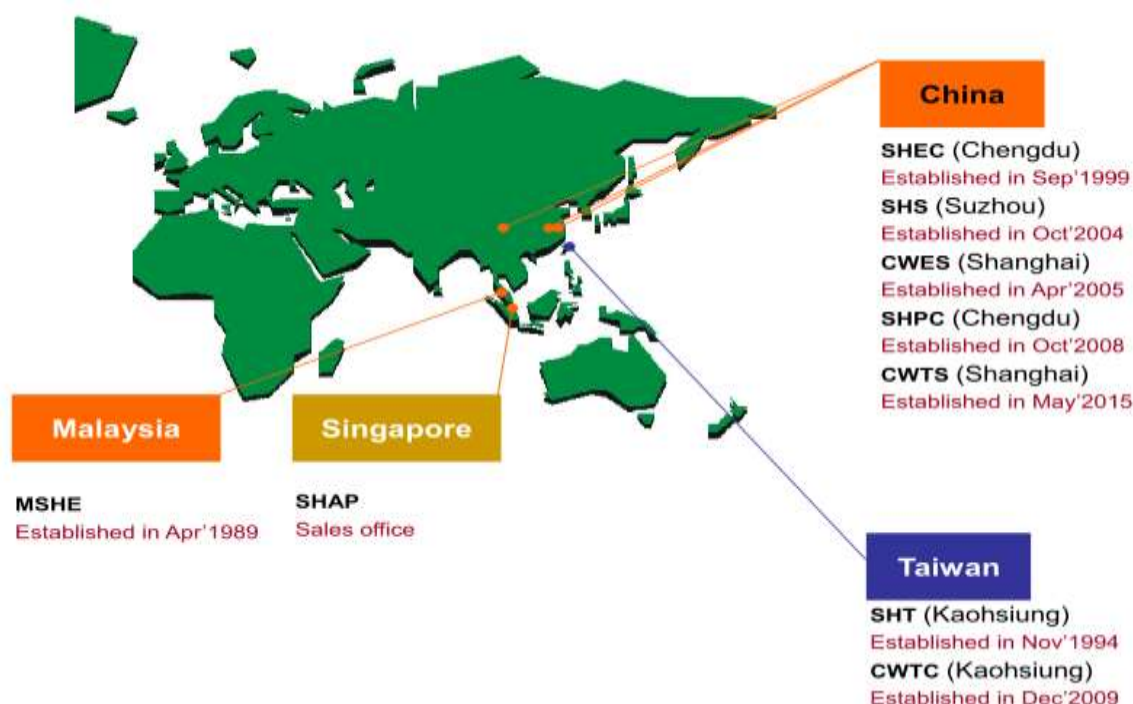 China
SHEC (Chengdu)
Established in Sep'1999
SHS (Suzhou)
Established in Oct'2004
CWES (Shanghai)
Established in Apr'2005
SHPC (Chengdu)
Established in Oct'2008
CWTS (Shanghai)
Established in May'2015
Malaysia
MSHE
Established in Apr'1989
Singapore
SHAP
Sales office
Taiwan
SHT (Kaohsiung)
Established in Nov'1994
CWTC (Kaohsiung)
Established in Dec'2009